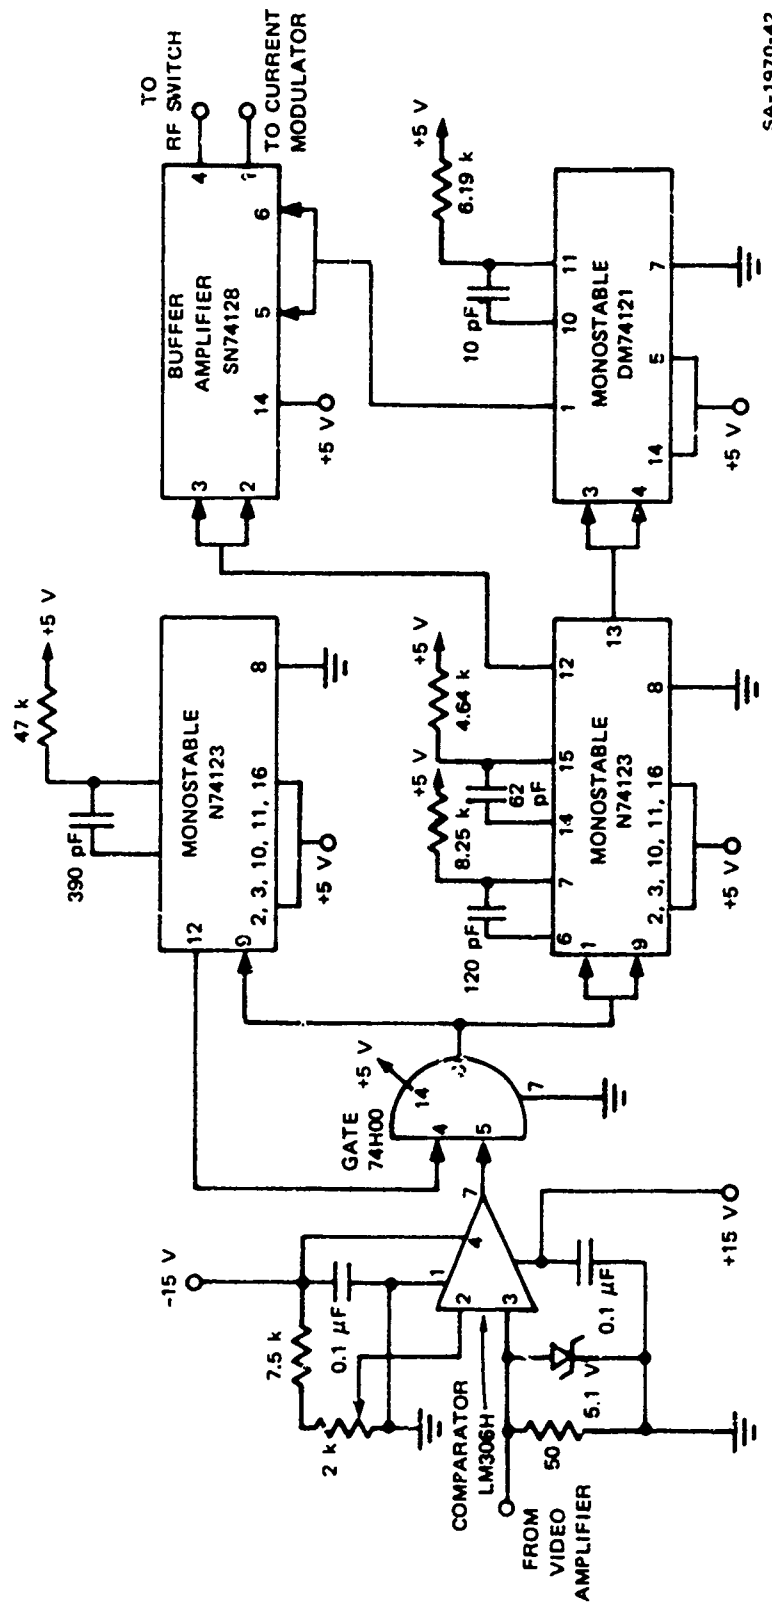 FROM
VIDEO
AMPLIFIER
50
5.1 V
0.1 µF
+15 V
COMPARATOR
LM306H
2 k
7.5 k
0.1 µF
-15 V
1
2
3
4
7
GATE
74H00
4
5
14
+5 V
7
MONOSTABLE
N74123
12
9
2, 3, 10, 11, 16
8
+5 V
390 pF
47 k
+5 V
MONOSTABLE
N74123
1
9
6
7
14
15
12
13
2, 3, 10, 11, 16
8
+5 V
120 pF
8.25 k
+5 V
62
pF
4.64 k
+5 V
BUFFER
AMPLIFIER
SN74128
3
2
14
5
6
4
+5 V
TO
RF SWITCH
TO CURRENT
MODULATOR
MONOSTABLE
DM74121
3
4
1
10
11
14
5
7
+5 V
10 pF
6.19 k
+5 V
SA-1970-42